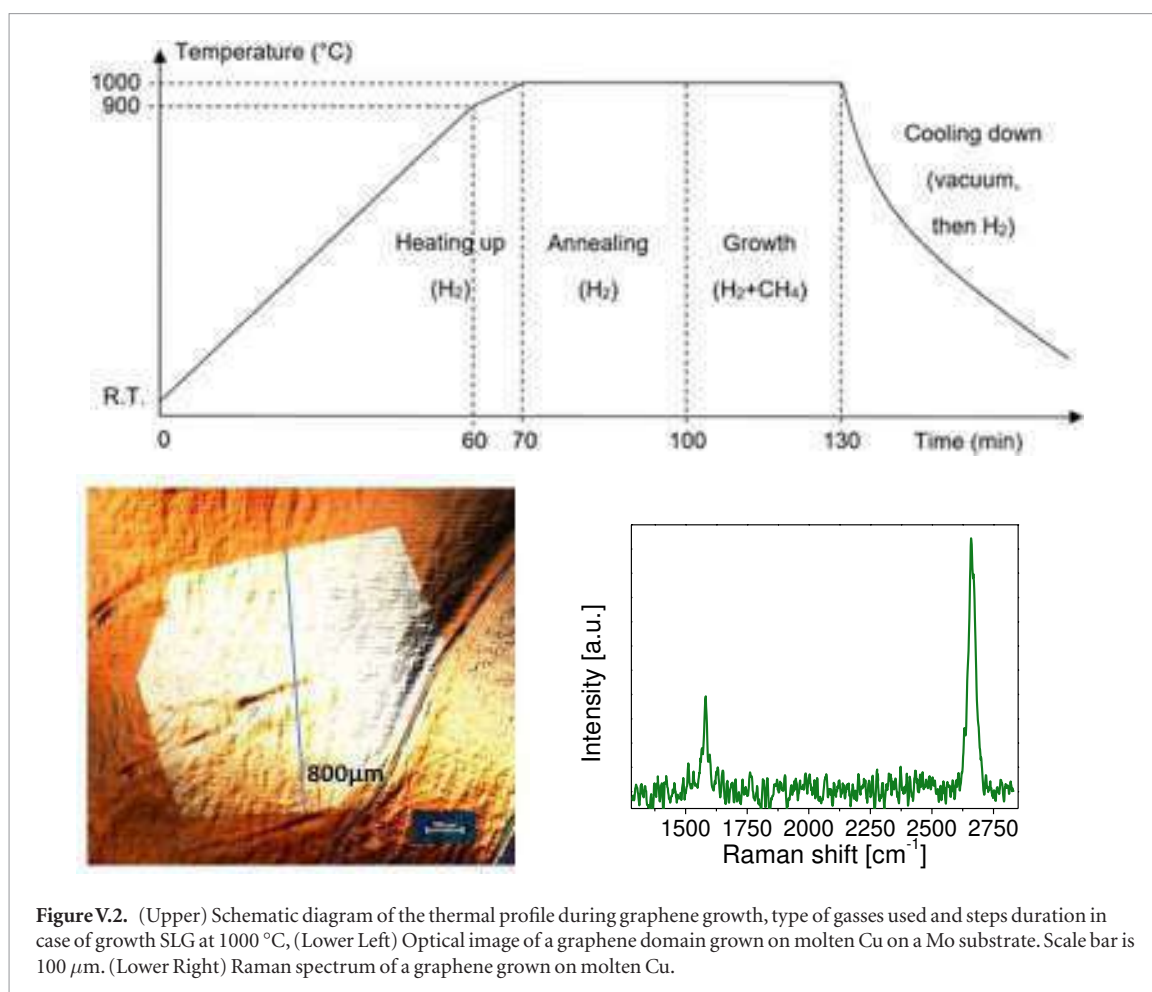 Temperature (°C)
1000
900
R.T.
Heating up
(H₂)
Annealing
(H₂)
Growth
(H₂+CH₄)
Cooling down
(vacuum,
then H₂)
0 60 70 100 130 Time (min)
800μm
Intensity [a.u.]
1500 1750 2000 2250 2500 2750
Raman shift [cm⁻¹]
Figure V.2. (Upper) Schematic diagram of the thermal profile during graphene growth, type of gasses used and steps duration in
case of growth SLG at 1000 °C, (Lower Left) Optical image of a graphene domain grown on molten Cu on a Mo substrate. Scale bar is
100 μm. (Lower Right) Raman spectrum of a graphene grown on molten Cu.